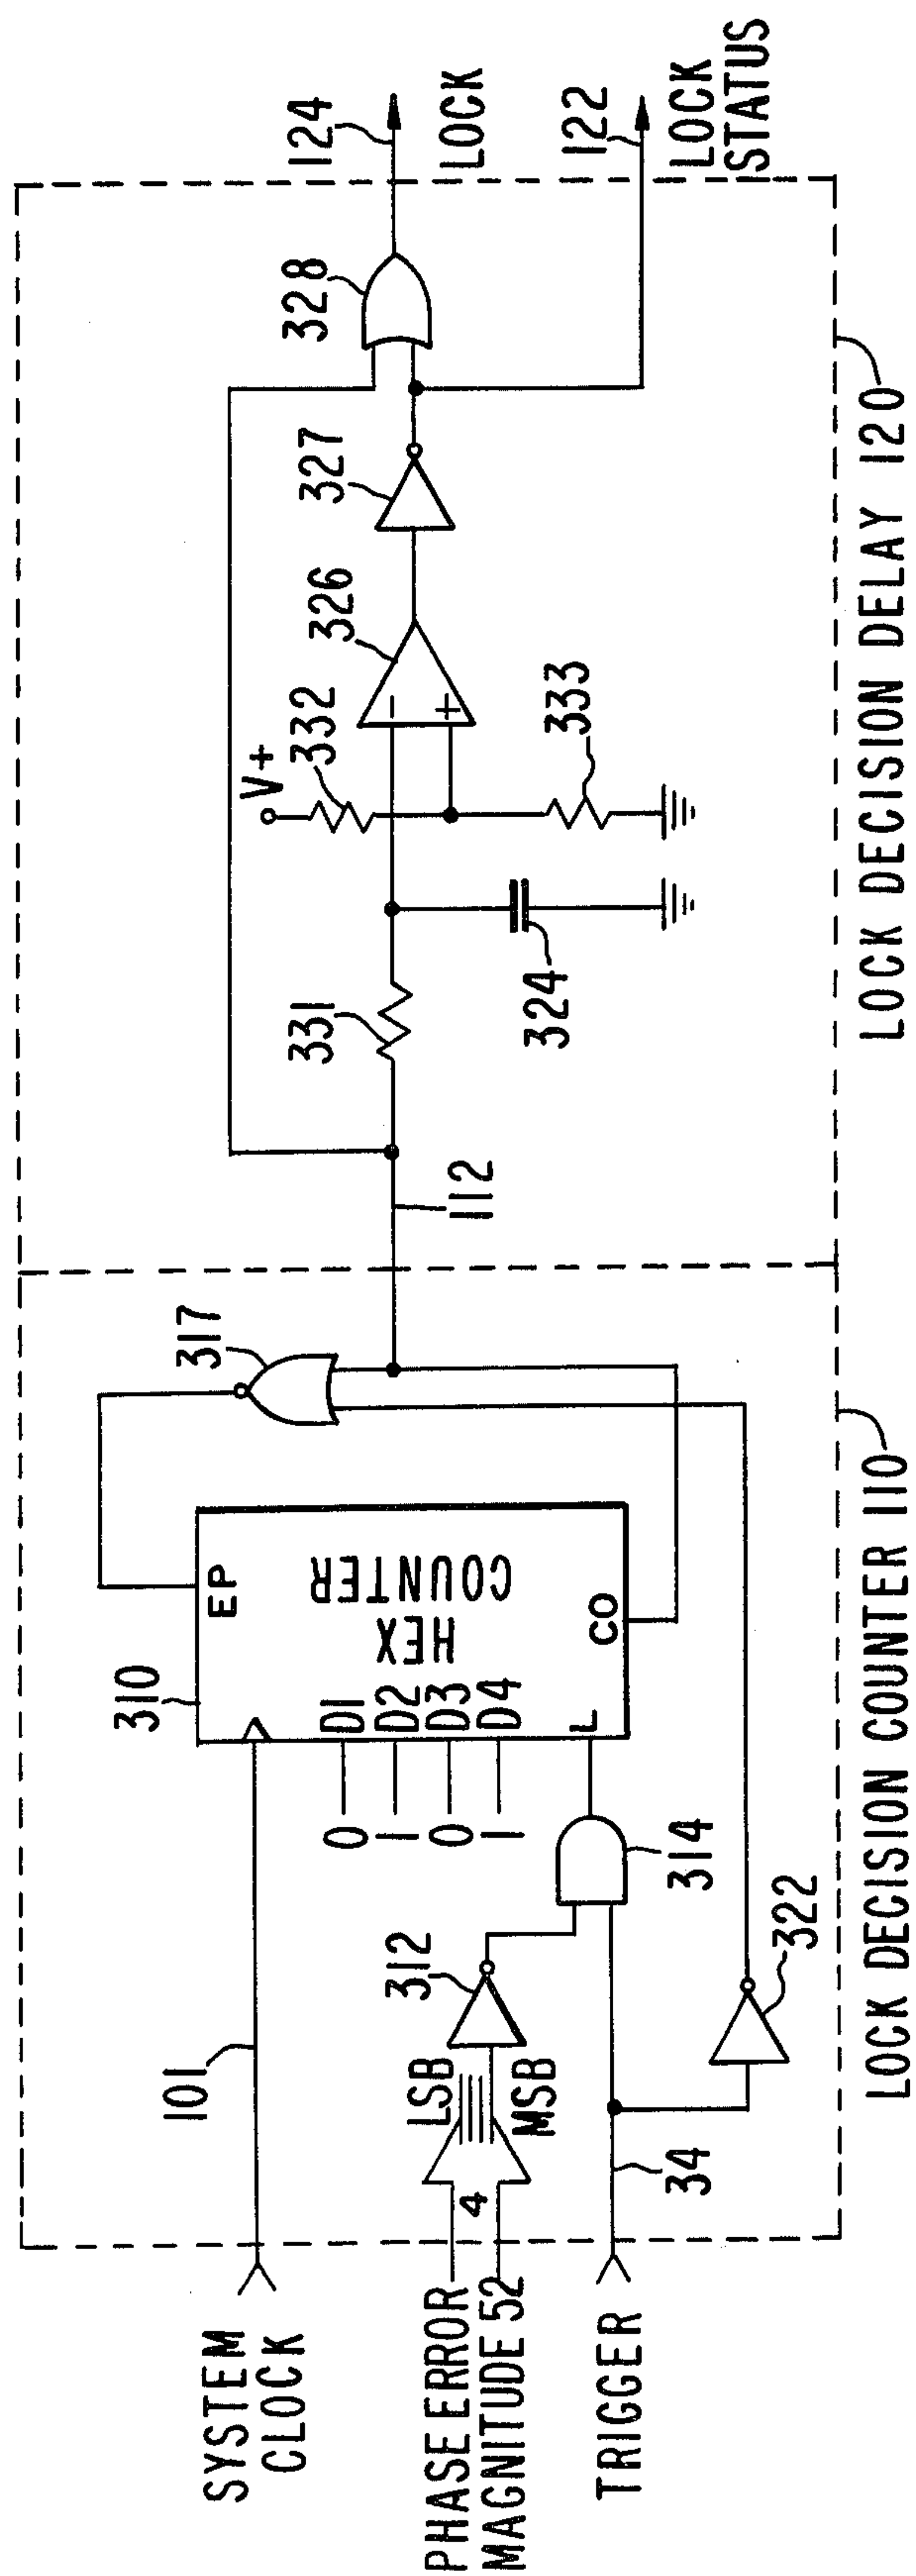 SYSTEM
CLOCK
101
PHASE ERROR
MAGNITUDE 52
4
LSB
MSB
312
TRIGGER
34
322
314
310
EP
D1
D2
D3
D4
0
1
0
1
L
HEX
COUNTER
CO
317
LOCK DECISION COUNTER 110
112
331
324
V+
332
333
−
+
326
327
328
124
LOCK
122
LOCK
STATUS
LOCK DECISION DELAY 120